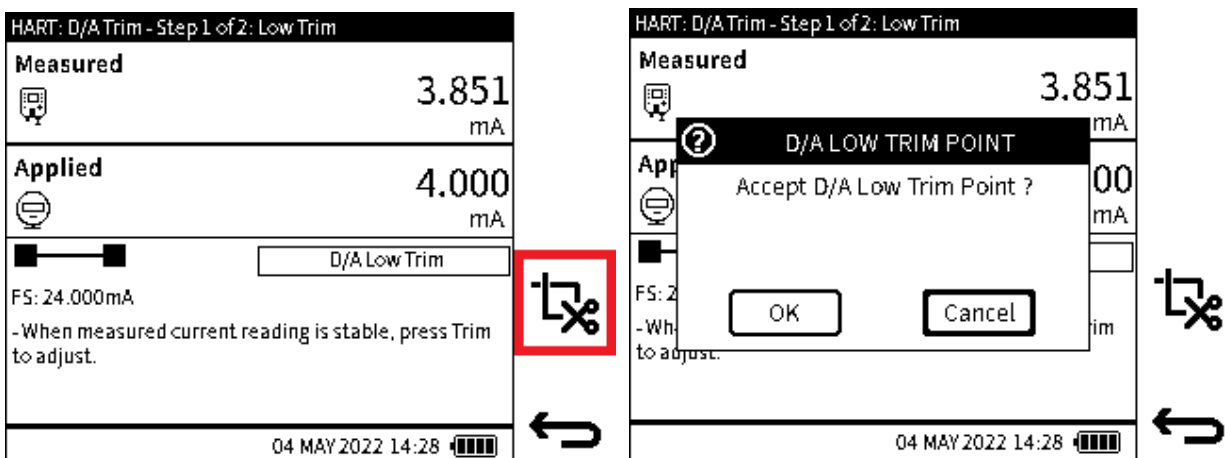 HART: D/A Trim - Step 1 of 2: Low Trim
Measured
3.851
mA
Applied
4.000
mA
D/A Low Trim
FS: 24.000mA
- When measured current reading is stable, press Trim
to adjust.
04 MAY 2022 14:28
HART: D/A Trim - Step 1 of 2: Low Trim
Measured
3.851
mA
D/A LOW TRIM POINT
App
00
Accept D/A Low Trim Point ?
mA
FS: 2
OK
Cancel
- Wh
rim
to adjust.
04 MAY 2022 14:28